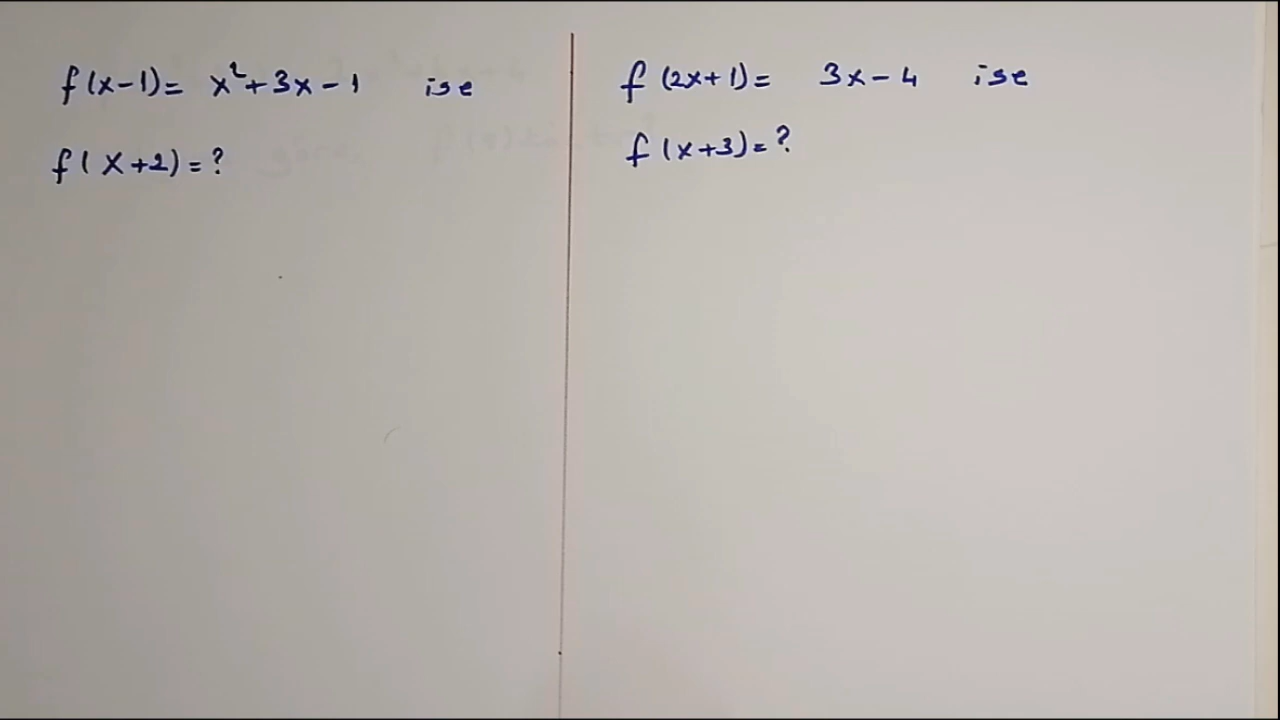 f(x-1)= x²+3x-1 ise
f(x+2)=?
f(2x+1)= 3x-4 ise
f(x+3)=?